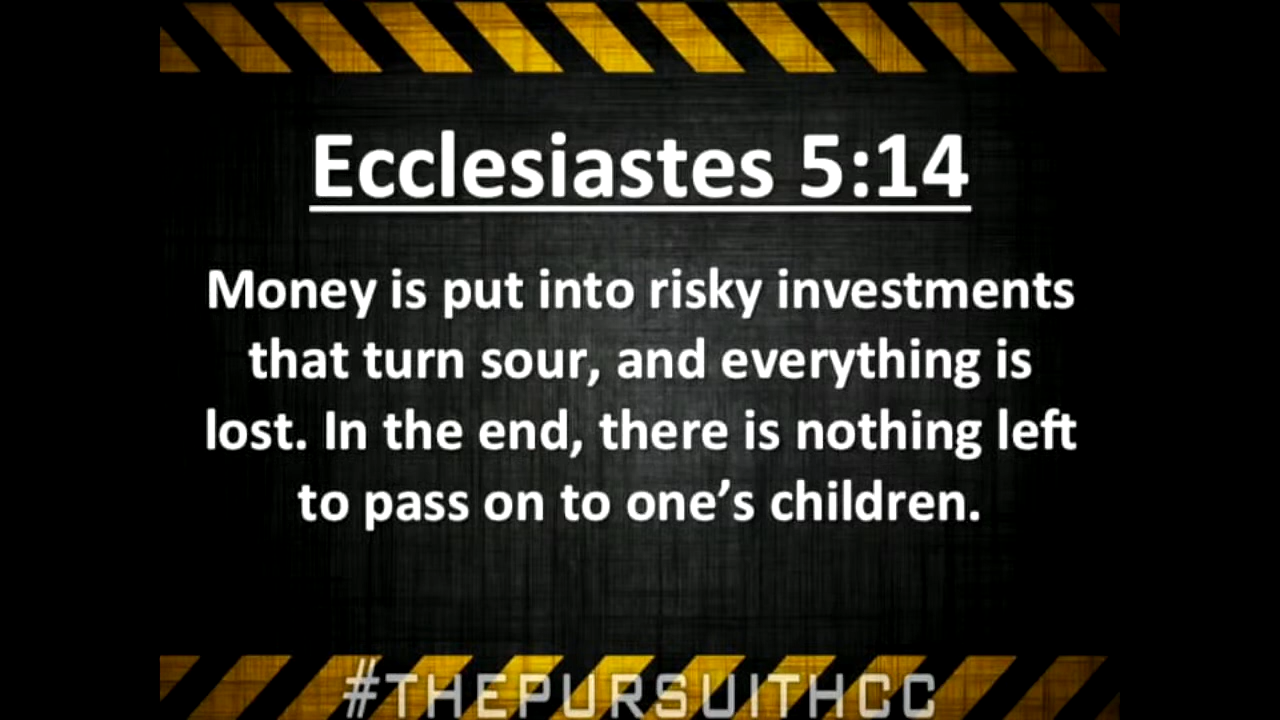 Ecclesiastes 5:14
Money is put into risky investments
that turn sour, and everything is
lost. In the end, there is nothing left
to pass on to one’s children.
#THEPURSUITHCC